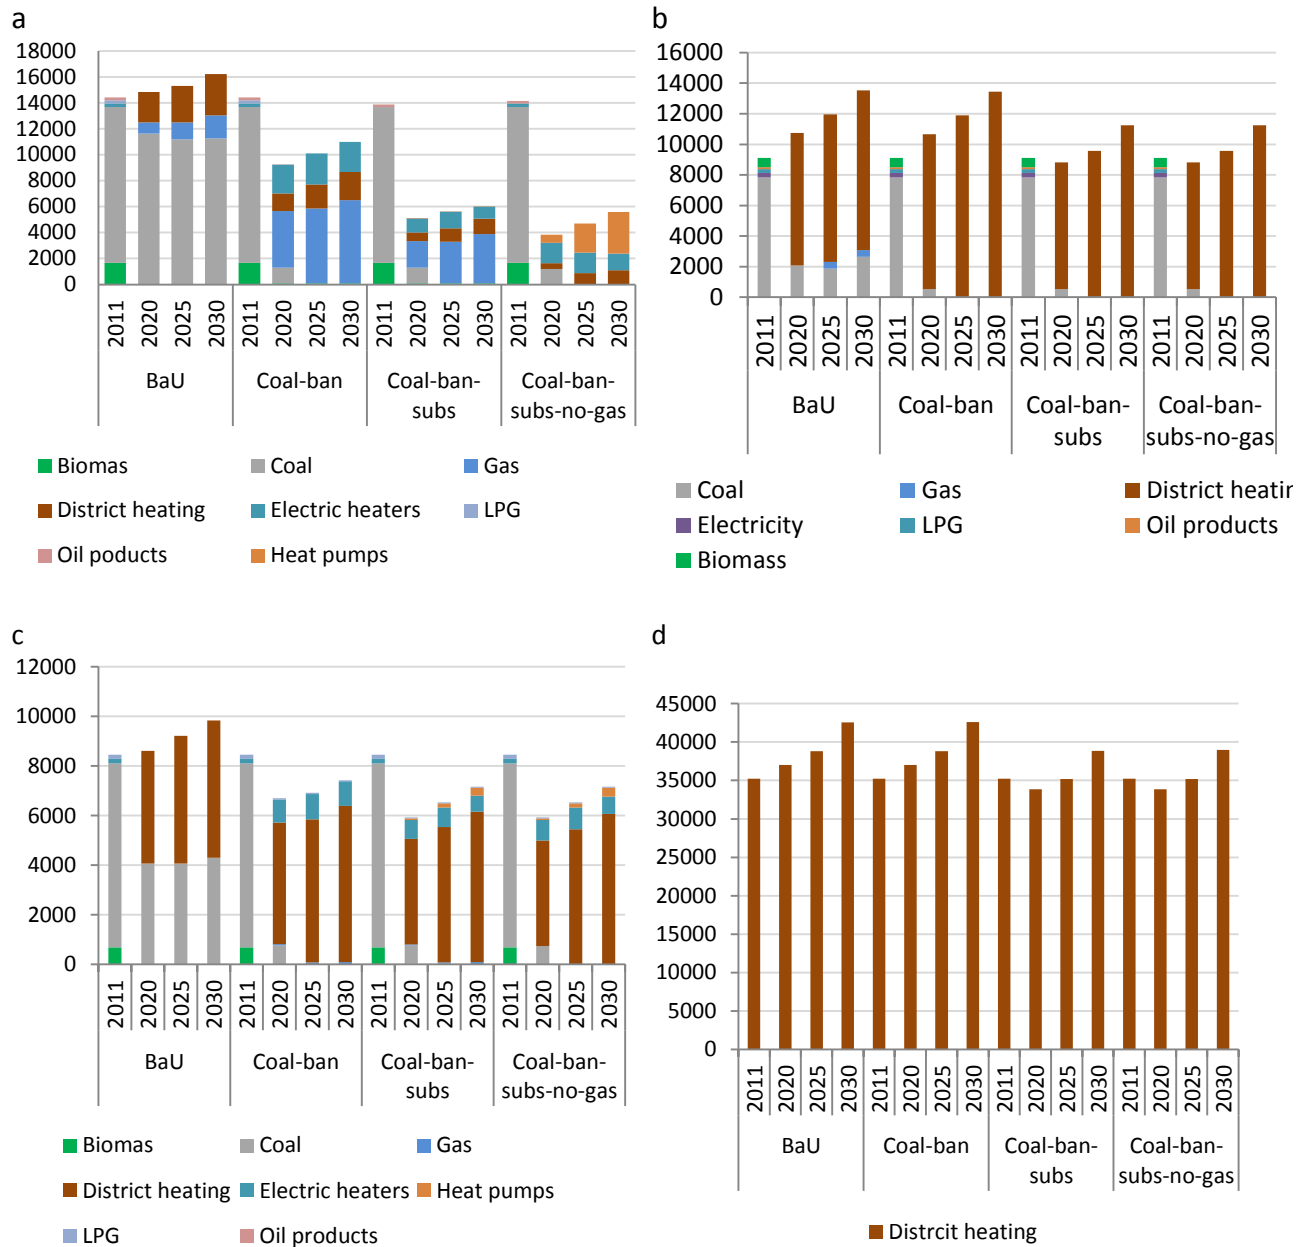 a
18000
16000
14000
12000
10000
8000
6000
4000
2000
0
2011 2020 2025 2030 2011 2020 2025 2030 2011 2020 2025 2030 2011 2020 2025 2030
BaU Coal-ban Coal-ban- Coal-ban-
subs subs-no-gas
Biomas Coal Gas
District heating Electric heaters LPG
Oil poducts Heat pumps
b
16000
14000
12000
10000
8000
6000
4000
2000
0
2011 2020 2025 2030 2011 2020 2025 2030 2011 2020 2025 2030 2011 2020 2025 2030
BaU Coal-ban Coal-ban- Coal-ban-
subs subs-no-gas
Coal Gas District heatin
Electricity LPG Oil products
Biomass
c
12000
10000
8000
6000
4000
2000
0
2011 2020 2025 2030 2011 2020 2025 2030 2011 2020 2025 2030 2011 2020 2025 2030
BaU Coal-ban Coal-ban- Coal-ban-
subs subs-no-gas
Biomas Coal Gas
District heating Electric heaters Heat pumps
LPG Oil products
d
45000
40000
35000
30000
25000
20000
15000
10000
5000
0
2011 2020 2025 2030 2011 2020 2025 2030 2011 2020 2025 2030 2011 2020 2025 2030
BaU Coal-ban Coal-ban- Coal-ban-
subs subs-no-gas
Distrcit heating